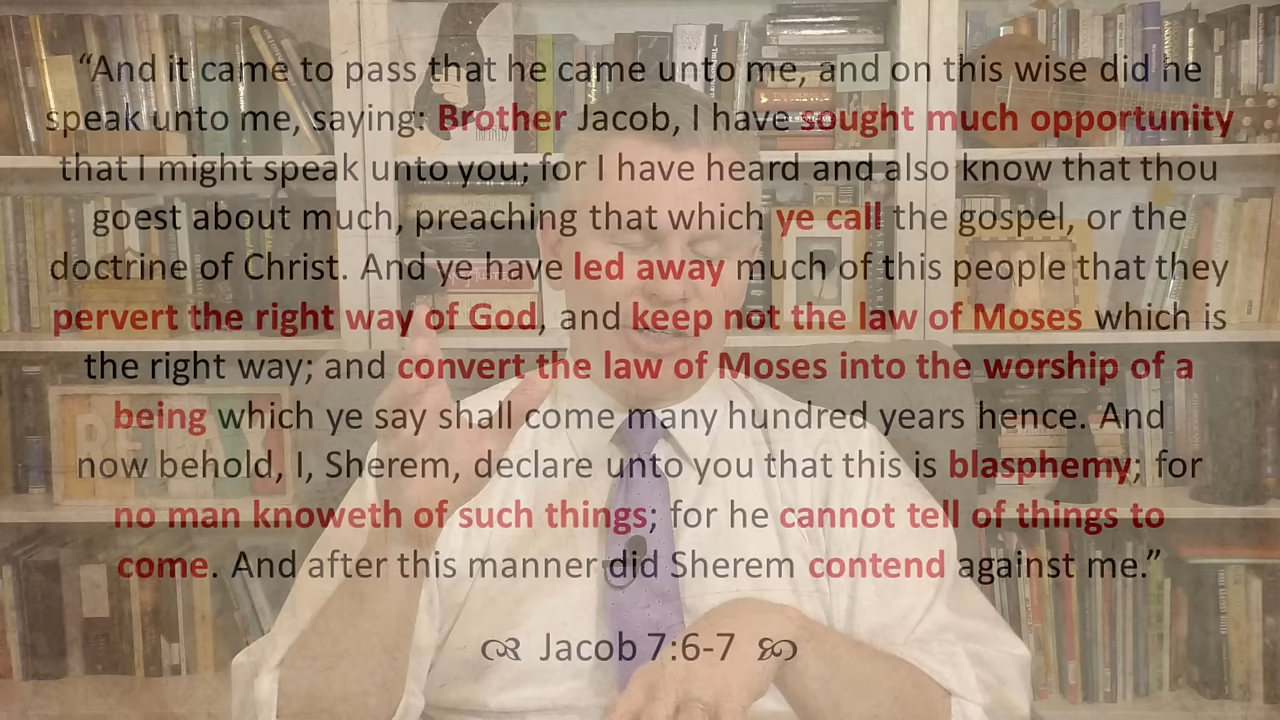 “And it came to pass that he came unto me, and on this wise did he
speak unto me, saying: Brother Jacob, I have sought much opportunity
that I might speak unto you; for I have heard and also know that thou
goest about much, preaching that which ye call the gospel, or the
doctrine of Christ. And ye have led away much of this people that they
pervert the right way of God, and keep not the law of Moses which is
the right way; and convert the law of Moses into the worship of a
being which ye say shall come many hundred years hence. And
now behold, I, Sherem, declare unto you that this is blasphemy; for
no man knoweth of such things; for he cannot tell of things to
come. And after this manner did Sherem contend against me.”
Jacob 7:6-7